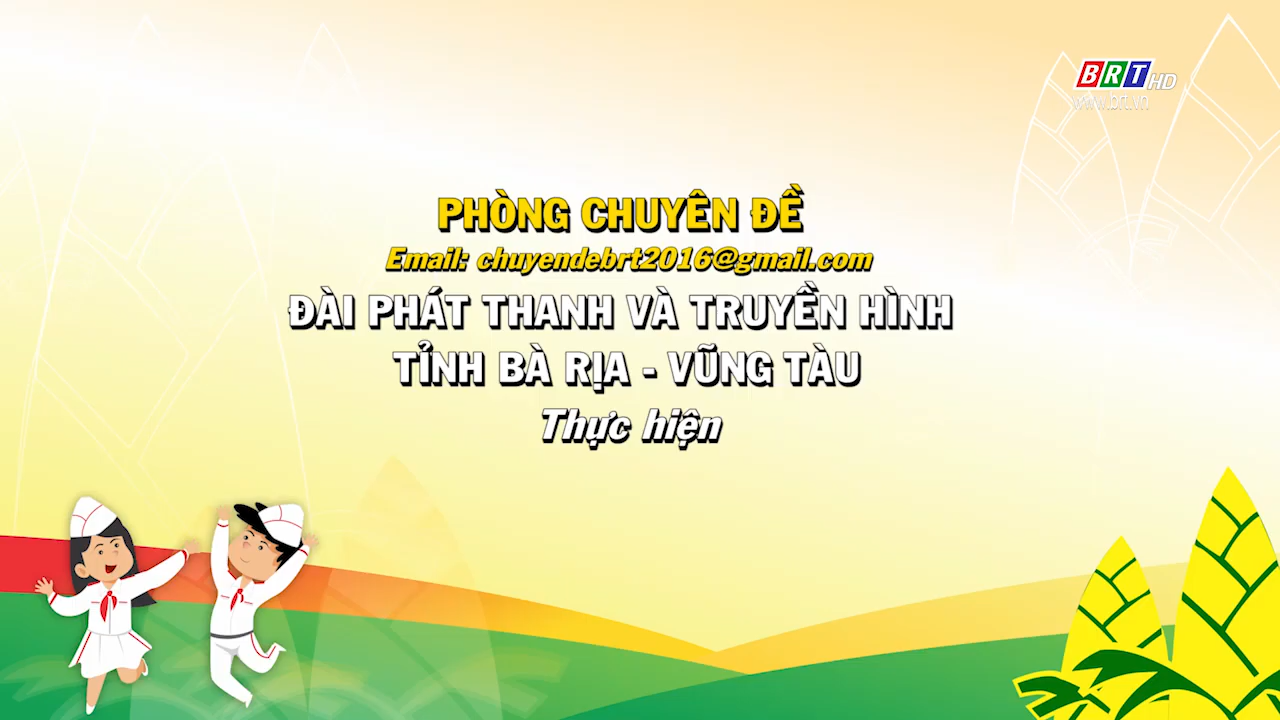 BRT HD
www.brt.vn
PHÒNG CHUYÊN ĐỀ
Email: chuyendebrt2016@gmail.com
ĐÀI PHÁT THANH VÀ TRUYỀN HÌNH
TỈNH BÀ RỊA - VŨNG TÀU
Thực hiện